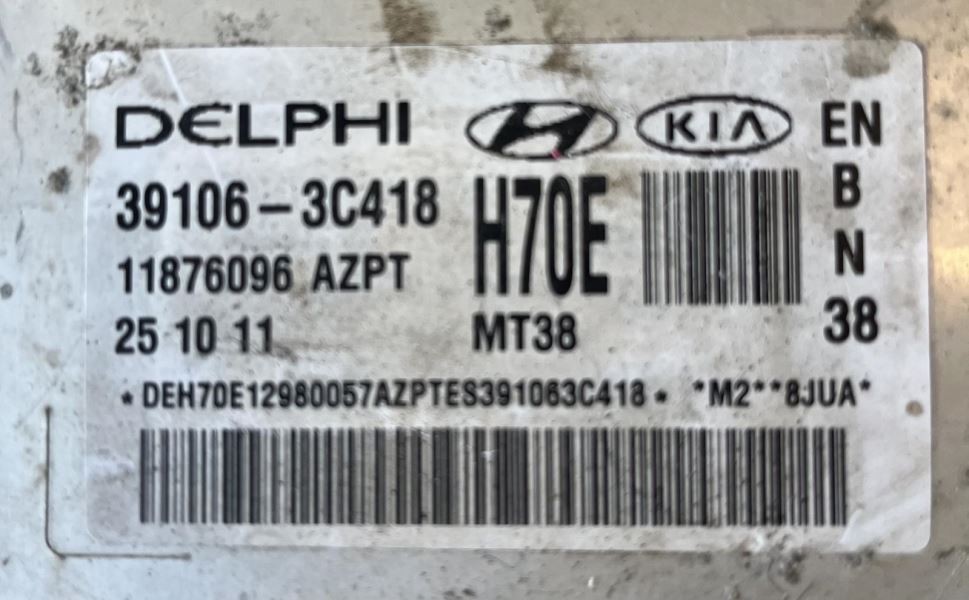 DELPHI H KIA EN
39106-3C418 H70E B
11876096 AZPT N
25 10 11 MT38 38
*DEH70E12980057AZPTES391063C418* *M2**8JUA*